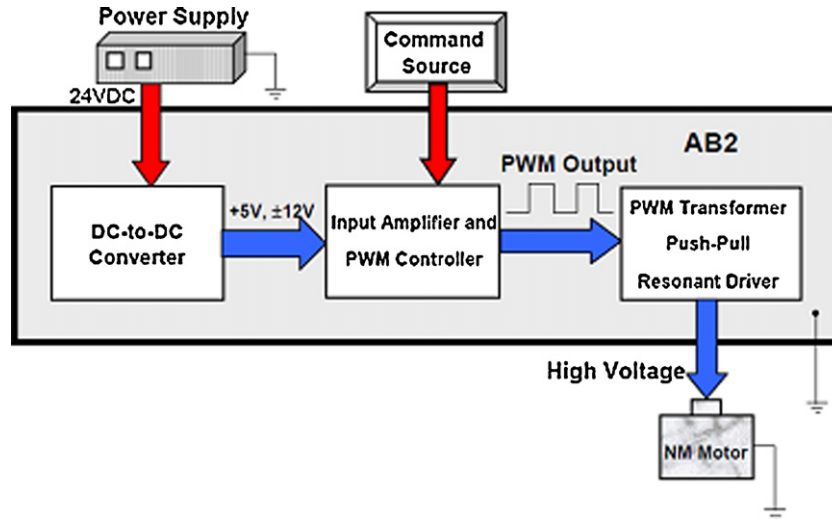 Power Supply
24VDC
Command
Source
AB2
PWM Output
DC-to-DC
Converter
+5V, ±12V
Input Amplifier and
PWM Controller
PWM Transformer
Push-Pull
Resonant Driver
High Voltage
NM Motor